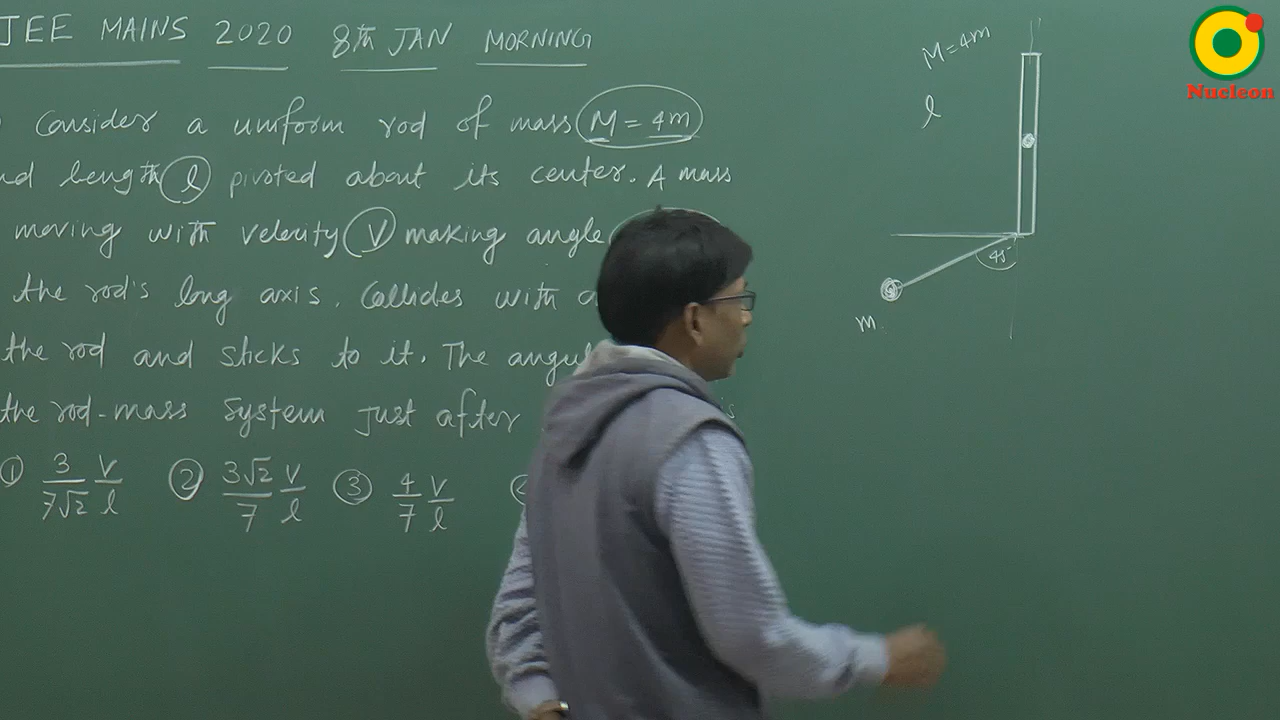 JEE MAINS 2020 8th JAN MORNING
Consider a uniform rod of mass M = 4m
nd length l pivoted about its center. A mass
moving with velocity V making angle
the rod's long axis. Collides with
the rod and sticks to it. The angul
the rod-mass system just after s
① 3/7√2 V/l ② 3√2/7 V/l ③ 4/7 V/l
M = 4m
l
45°
m
Nucleon